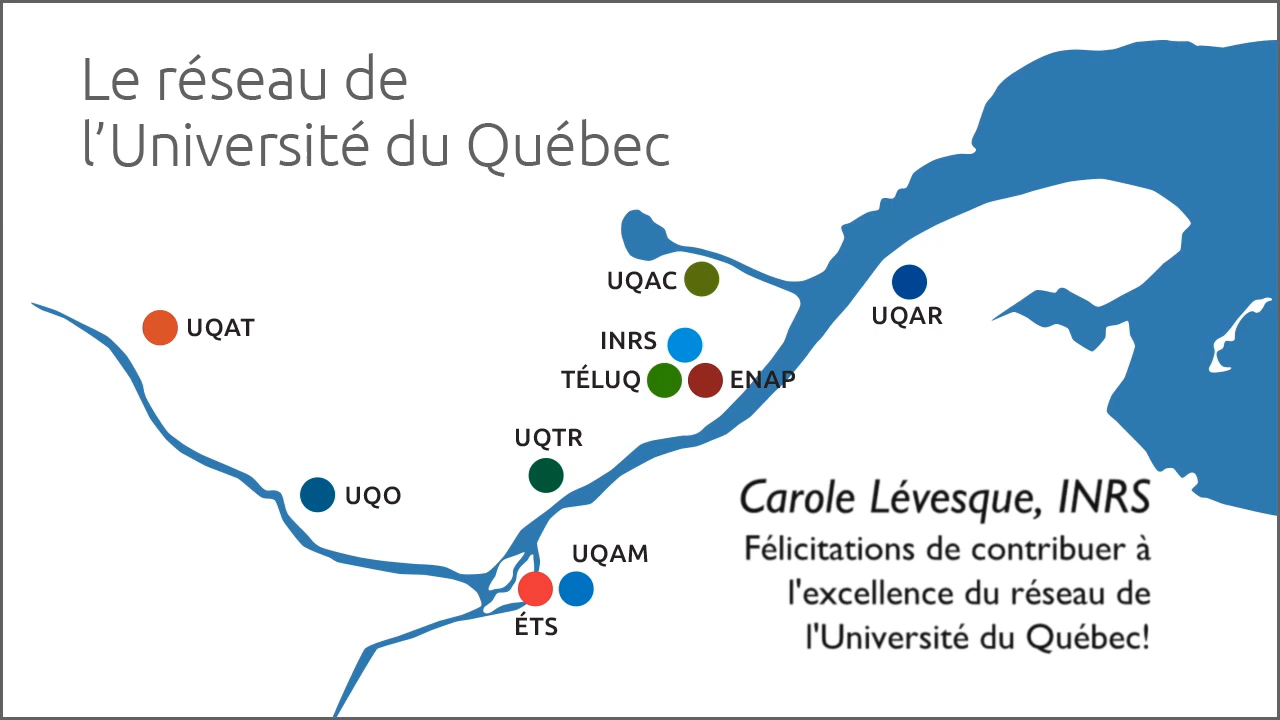 Le réseau de
l’Université du Québec
UQAC
UQAR
UQAT
INRS
TÉLUQ
ENAP
UQTR
UQO
UQAM
ÉTS
Carole Lévesque, INRS
Félicitations de contribuer à
l'excellence du réseau de
l'Université du Québec!